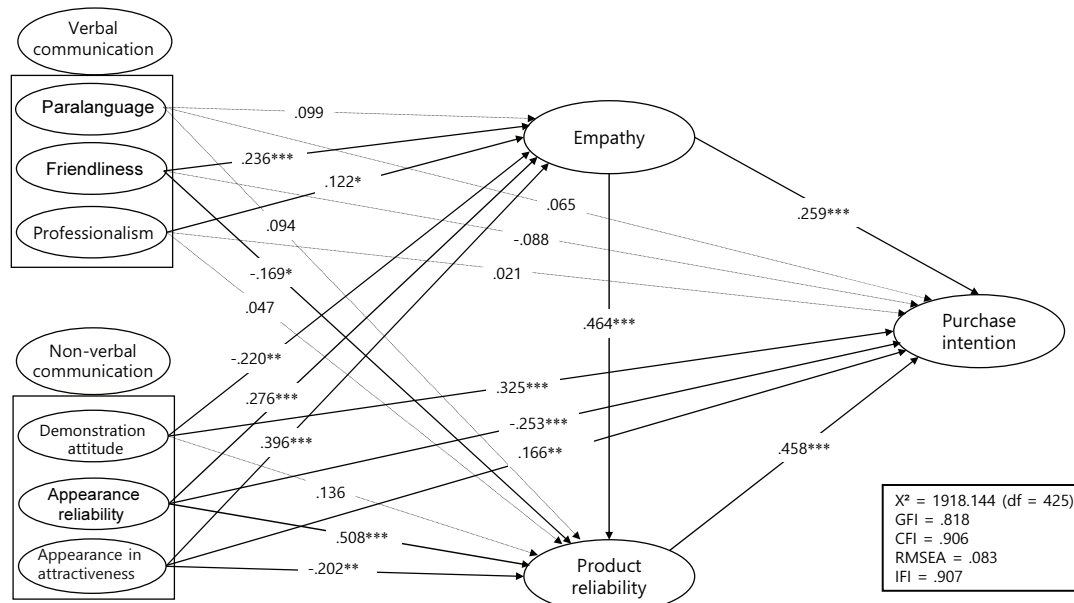 Verbal
communication
Paralanguage
Friendliness
Professionalism
Non-verbal
communication
Demonstration
attitude
Appearance
reliability
Appearance in
attractiveness
.099
.236***
.122*
.094
-.169*
.047
-.220**
.276***
.396***
.136
.508***
-.202**
Empathy
.065
-.088
.021
.464***
.259***
.325***
-.253***
.166**
.458***
Product
reliability
Purchase
intention
X² = 1918.144 (df = 425)
GFI = .818
CFI = .906
RMSEA = .083
IFI = .907